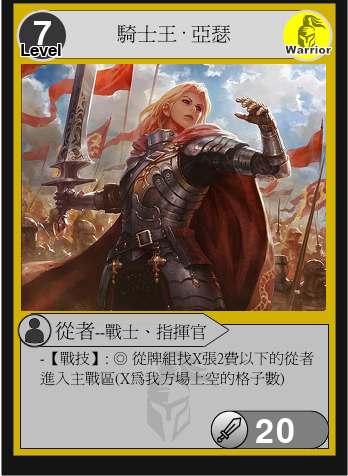 7
Level
騎士王·亞瑟
Warrior
從者--戰士、指揮官
-【戰技】: ◎ 從牌組找X張2費以下的從者
進入主戰區(X爲我方場上空的格子數)
20